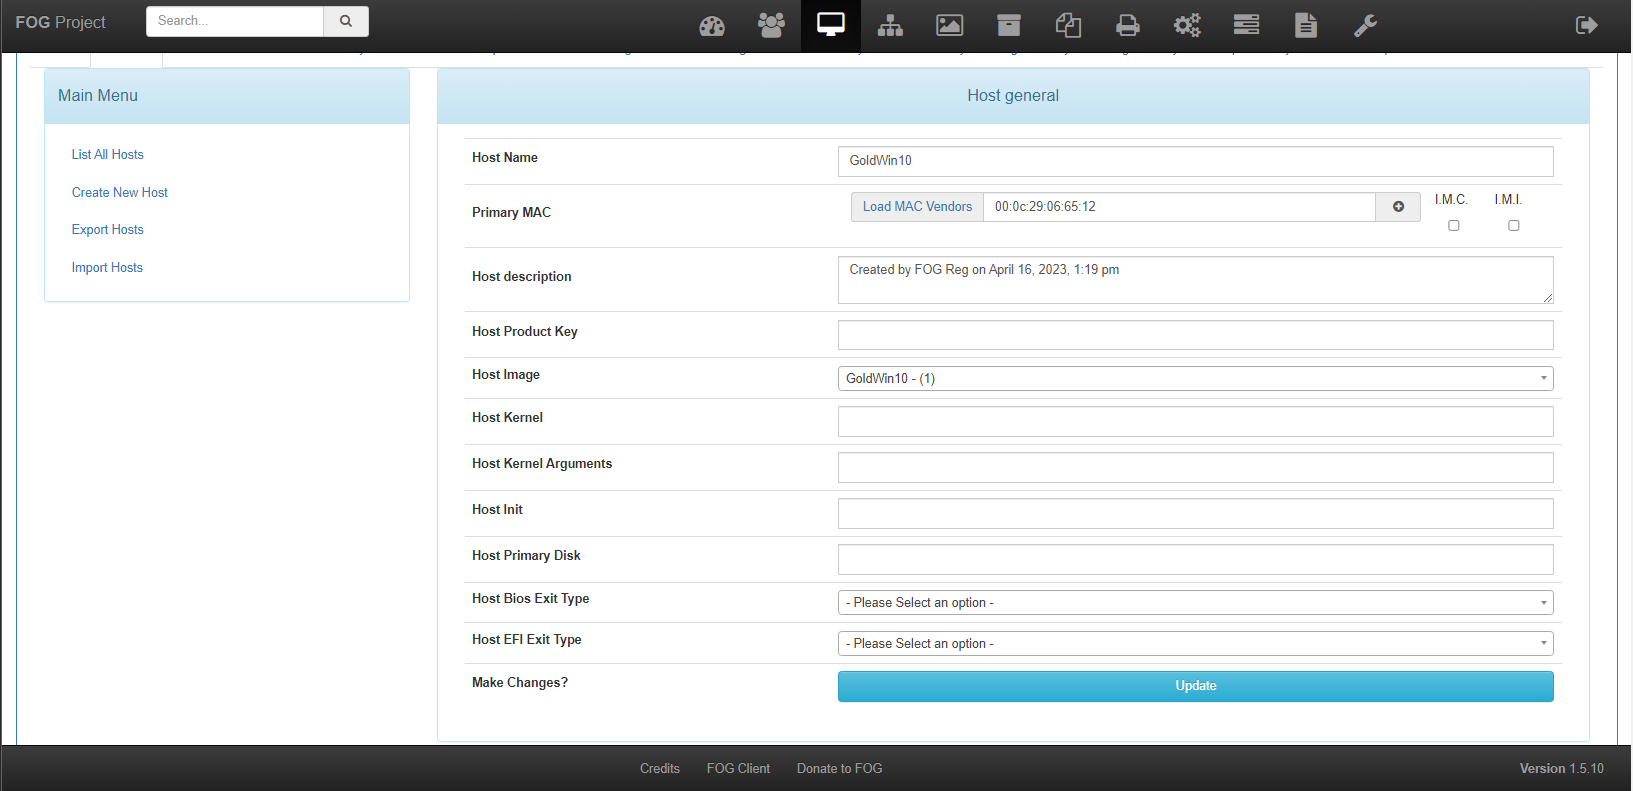 FOG Project
Search...
Main Menu
List All Hosts
Create New Host
Export Hosts
Import Hosts
Host general
Host Name
GoldWin10
Primary MAC
Load MAC Vendors
00:0c:29:06:65:12
I.M.C.
I.M.I.
Host description
Created by FOG Reg on April 16, 2023, 1:19 pm
Host Product Key
Host Image
GoldWin10 - (1)
Host Kernel
Host Kernel Arguments
Host Init
Host Primary Disk
Host Bios Exit Type
- Please Select an option -
Host EFI Exit Type
- Please Select an option -
Make Changes?
Update
Credits
FOG Client
Donate to FOG
Version 1.5.10